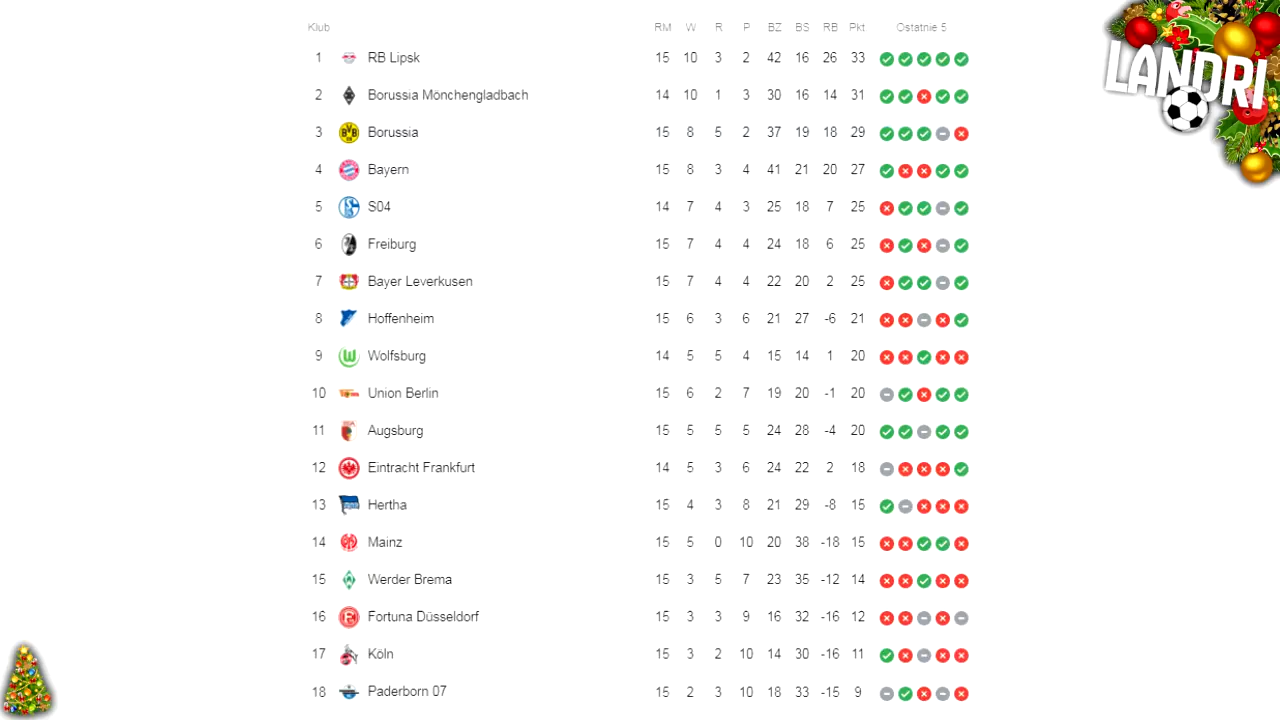 Klub RM W R P BZ BS RB Pkt Ostatnie 5
1 RB Lipsk 15 10 3 2 42 16 26 33
2 Borussia Mönchengladbach 14 10 1 3 30 16 14 31
3 Borussia 15 8 5 2 37 19 18 29
4 Bayern 15 8 3 4 41 21 20 27
5 S04 14 7 4 3 25 18 7 25
6 Freiburg 15 7 4 4 24 18 6 25
7 Bayer Leverkusen 15 7 4 4 22 20 2 25
8 Hoffenheim 15 6 3 6 21 27 -6 21
9 Wolfsburg 14 5 5 4 15 14 1 20
10 Union Berlin 15 6 2 7 19 20 -1 20
11 Augsburg 15 5 5 5 24 28 -4 20
12 Eintracht Frankfurt 14 5 3 6 24 22 2 18
13 Hertha 15 4 3 8 21 29 -8 15
14 Mainz 15 5 0 10 20 38 -18 15
15 Werder Brema 15 3 5 7 23 35 -12 14
16 Fortuna Düsseldorf 15 3 3 9 16 32 -16 12
17 Köln 15 3 2 10 14 30 -16 11
18 Paderborn 07 15 2 3 10 18 33 -15 9
LANDRI
BVB